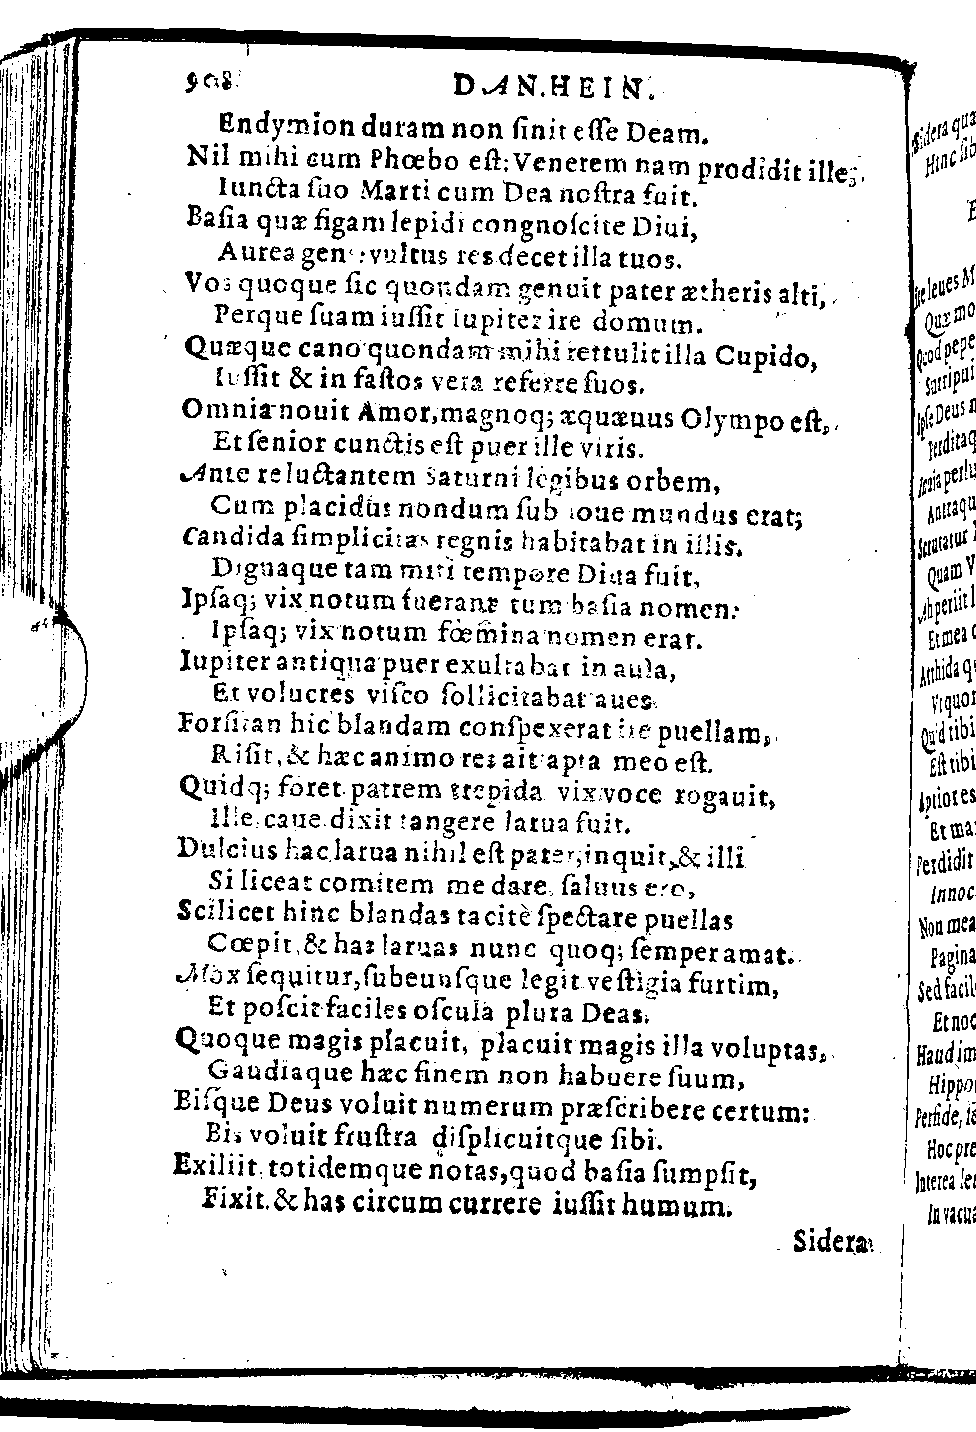 908 DAN. HEIN.
Endymion duram non ſinit eſſe Deam.
Nil mihi cum Phœbo eſt: Venerem nam prodidit ille;
Iuncta ſuo Marti cum Dea noſtra fuit.
Baſia quæ figam lepidi congnoſcite Diui,
Aurea gens vultus res decet illa tuos.
Vos quoque ſic quondam genuit pater ætheris alti,
Perque ſuam iuſſit Iupiter ire domum.
Quæque cano quondam mihi rettulit illa Cupido,
Iuſſit & in faſtos vera referre ſuos.
Omnia nouit Amor, magnoq; æquæuus Olympo eſt,
Et ſenior cunctis eſt puer ille viris.
Ante reluctantem Saturni legibus orbem,
Cum placidus nondum ſub Ioue mundus erat;
Candida ſimplicitas regnis habitabat in illis.
Dignaque tam miti tempore Diua fuit,
Ipſaq; vix notum fuerant tum baſia nomen:
Ipſaq; vix notum fœmina nomen erat.
Iupiter antiqua puer exultabat in aula,
Et volucres viſco ſollicitabat aues.
Forſitan hic blandam conſpexerat ire puellam,
Riſit, & hæc animo res ait apta meo eſt.
Quidq; foret patrem trepida vix voce rogauit,
Ille, caue dixit tangere larua fuit.
Dulcius hac larua nihil eſt pater, inquit, & illi
Si liceat comitem me dare, ſaluus ero,
Scilicet hinc blandas tacitè ſpectare puellas
Cœpit, & has laruas nunc quoq; ſemper amat.
Mox ſequitur, ſubeunſque legit veſtigia furtim,
Et poſcit faciles oſcula plura Deas.
Quoque magis placuit, placuit magis illa voluptas,
Gaudiaque hæc finem non habuere ſuum,
Eiſque Deus voluit numerum præſcribere certum:
Bis voluit fruſtra diſplicuitque ſibi.
Exiliit totidemque notas, quod baſia ſumpſit,
Fixit & has circum currere iuſſit humum.
Sidera